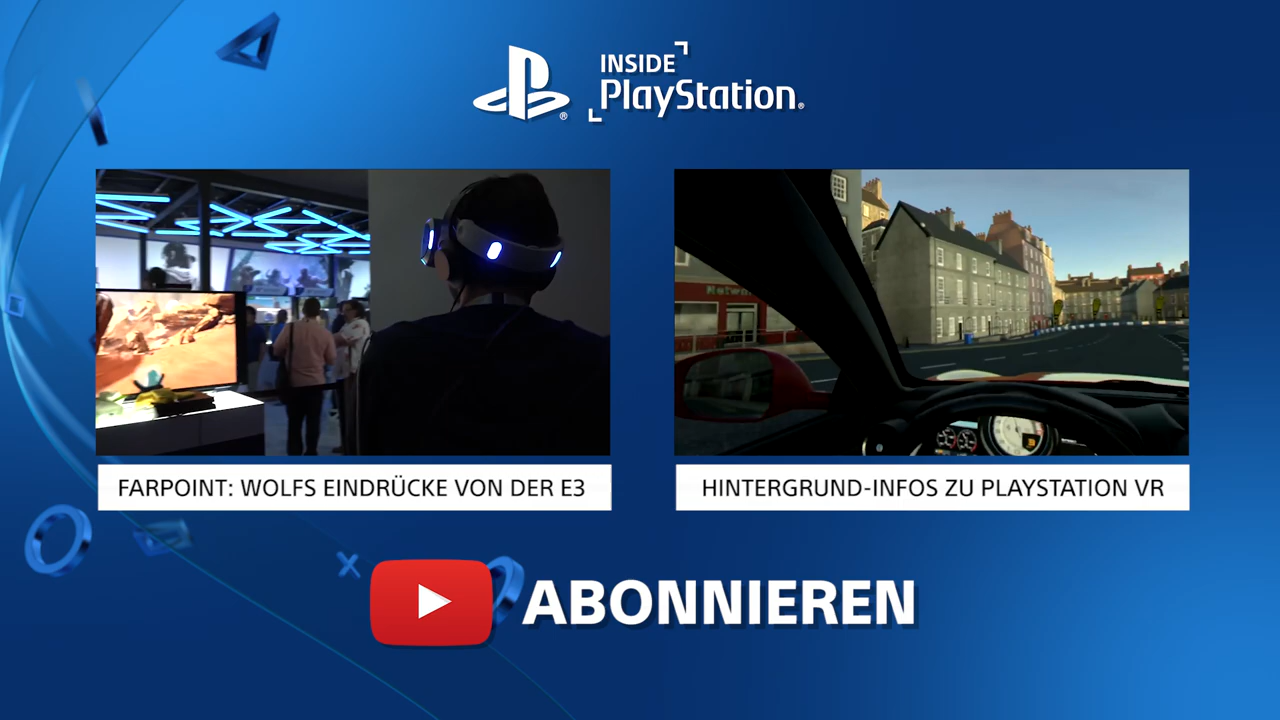 INSIDE
PlayStation®
FARPOINT: WOLFS EINDRÜCKE VON DER E3
HINTERGRUND-INFOS ZU PLAYSTATION VR
ABONNIEREN